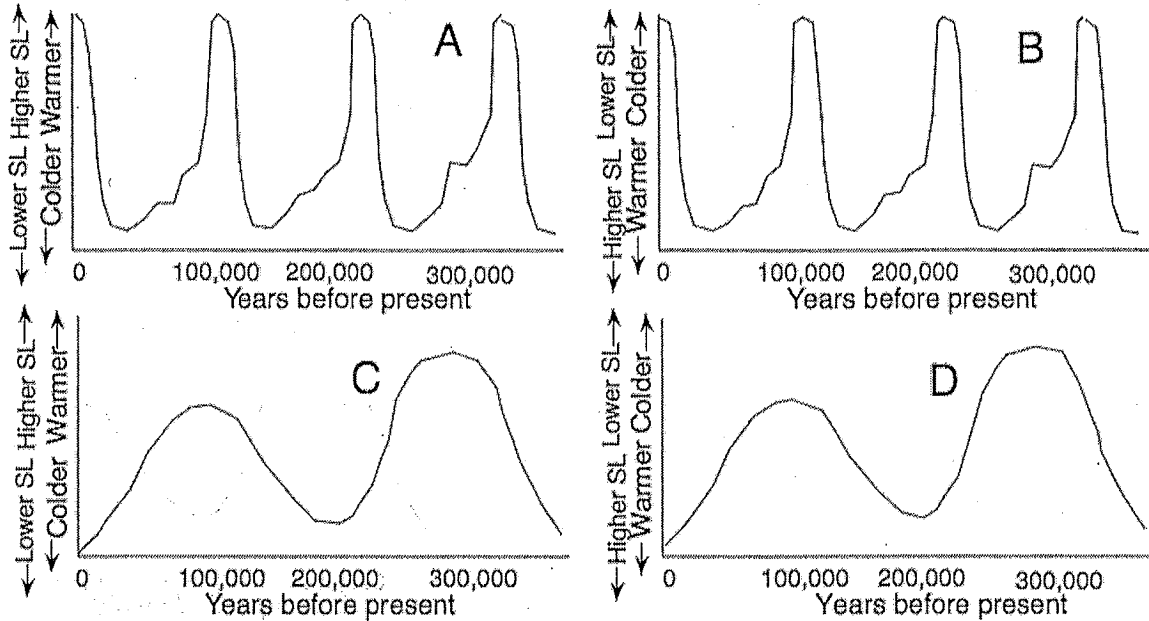 Lower SL Higher SL
Colder Warmer
A
0 100,000 200,000 300,000
Years before present
Higher SL Lower SL
Warmer Colder
B
0 100,000 200,000 300,000
Years before present
Lower SL Higher SL
Colder Warmer
C
0 100,000 200,000 300,000
Years before present
Higher SL Lower SL
Warmer Colder
D
0 100,000 200,000 300,000
Years before present